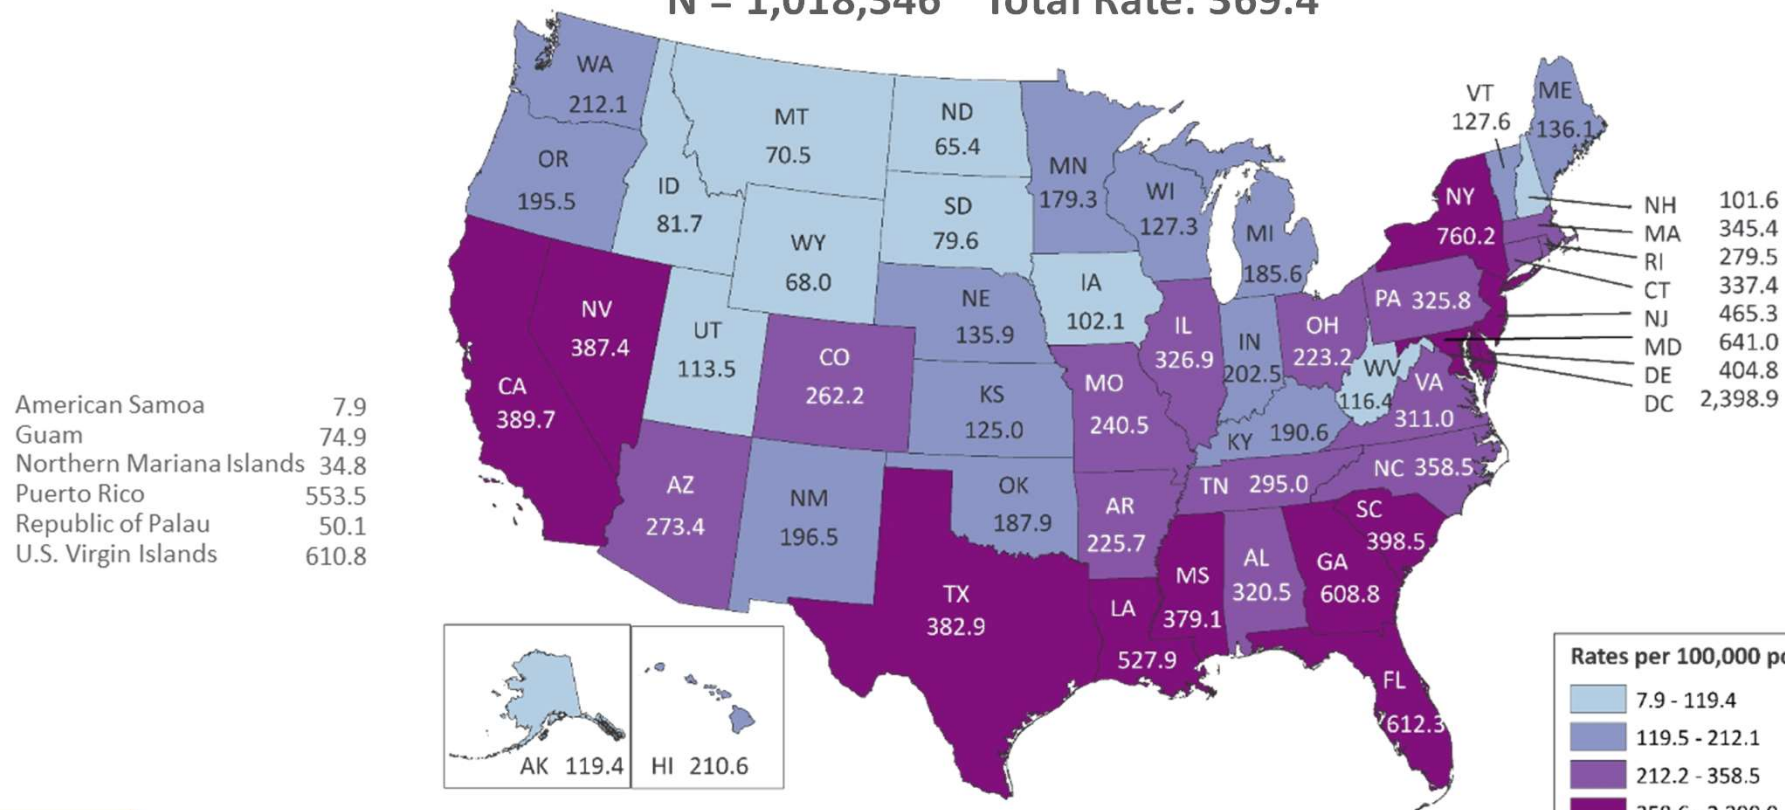 N = 1,018,346 Total Rate: 369.4
WA
212.1
OR
195.5
CA
389.7
NV
387.4
ID
81.7
MT
70.5
WY
68.0
UT
113.5
CO
262.2
AZ
273.4
NM
196.5
ND
65.4
SD
79.6
NE
135.9
KS
125.0
OK
187.9
TX
382.9
MN
179.3
IA
102.1
MO
240.5
AR
225.7
LA
527.9
WI
127.3
IL
326.9
MI
185.6
IN
202.5
OH
223.2
KY 190.6
TN 295.0
MS
379.1
AL
320.5
GA
608.8
FL
612.3
SC
398.5
NC 358.5
VA
311.0
WV
116.4
PA 325.8
NY
760.2
VT
127.6
ME
136.1
NH 101.6
MA 345.4
RI 279.5
CT 337.4
NJ 465.3
MD 641.0
DE 404.8
DC 2,398.9
American Samoa 7.9
Guam 74.9
Northern Mariana Islands 34.8
Puerto Rico 553.5
Republic of Palau 50.1
U.S. Virgin Islands 610.8
AK 119.4
HI 210.6
Rates per 100,000
7.9 - 119.4
119.5 - 212.1
212.2 - 358.5